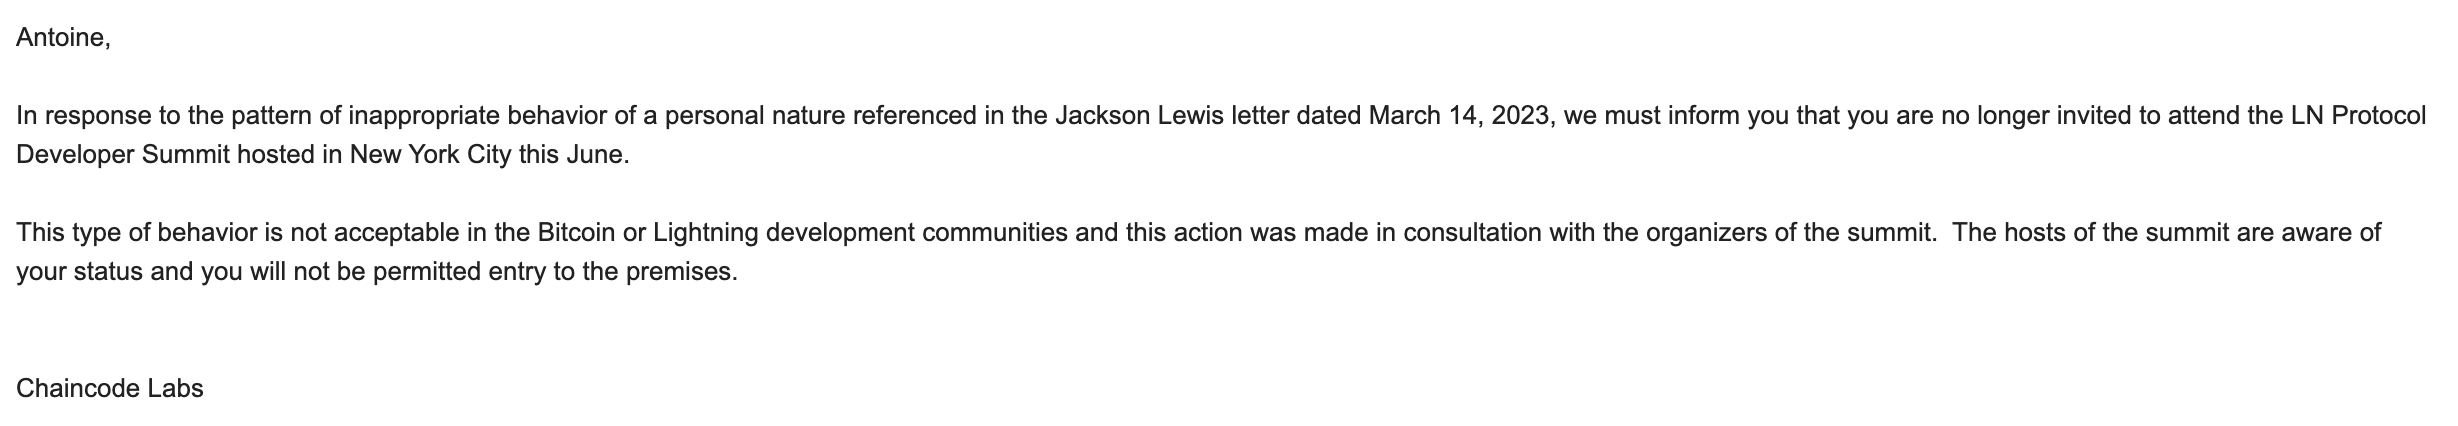 Antoine,
In response to the pattern of inappropriate behavior of a personal nature referenced in the Jackson Lewis letter dated March 14, 2023, we must inform you that you are no longer invited to attend the LN Protocol
Developer Summit hosted in New York City this June.
This type of behavior is not acceptable in the Bitcoin or Lightning development communities and this action was made in consultation with the organizers of the summit.  The hosts of the summit are aware of
your status and you will not be permitted entry to the premises.
Chaincode Labs